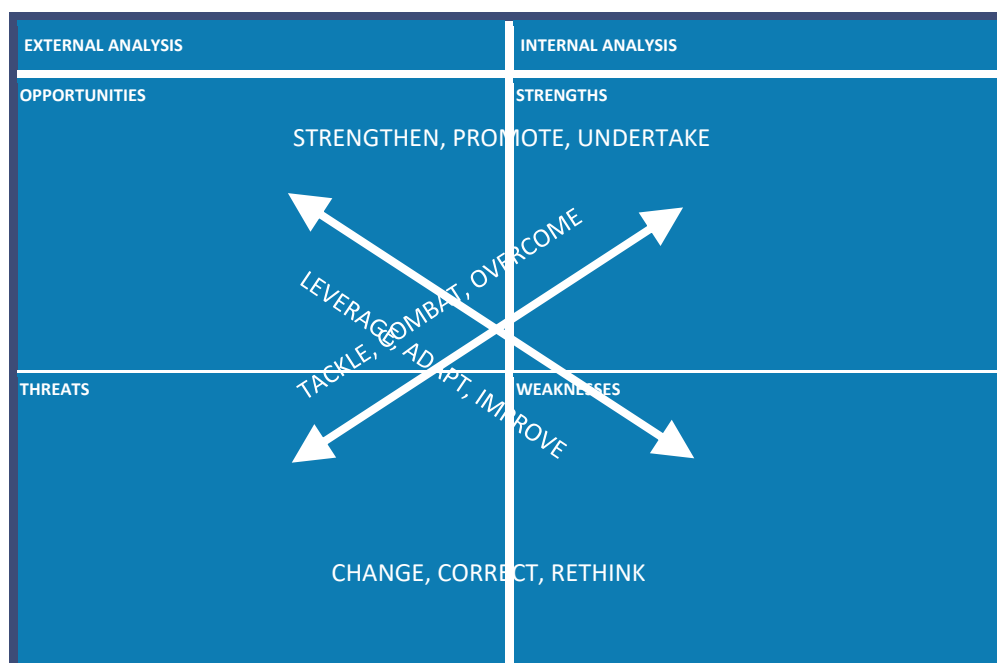 EXTERNAL ANALYSIS
INTERNAL ANALYSIS
OPPORTUNITIES
STRENGTHS
STRENGTHEN, PROMOTE, UNDERTAKE
TACKLE, COMBAT, OVERCOME
LEVERAGE, ADAPT, IMPROVE
THREATS
WEAKNESSES
CHANGE, CORRECT, RETHINK